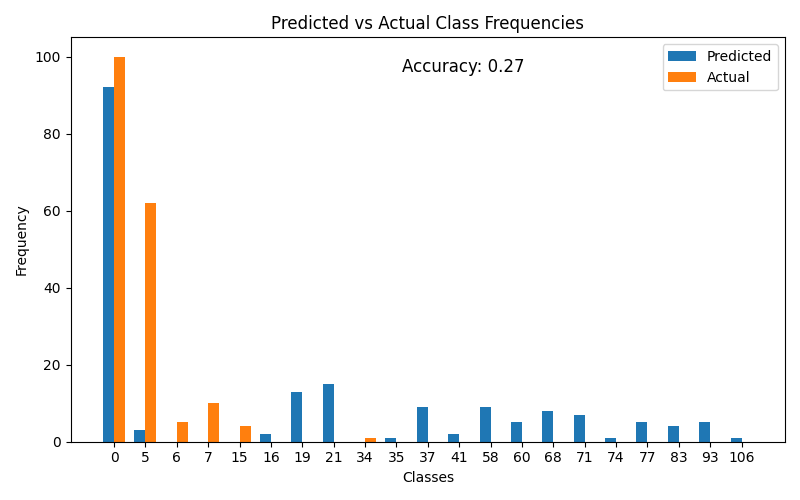 Predicted vs Actual Class Frequencies
Accuracy: 0.27
Predicted
Actual
Frequency
100
80
60
40
20
0
0 5 6 7 15 16 19 21 34 35 37 41 58 60 68 71 74 77 83 93 106
Classes